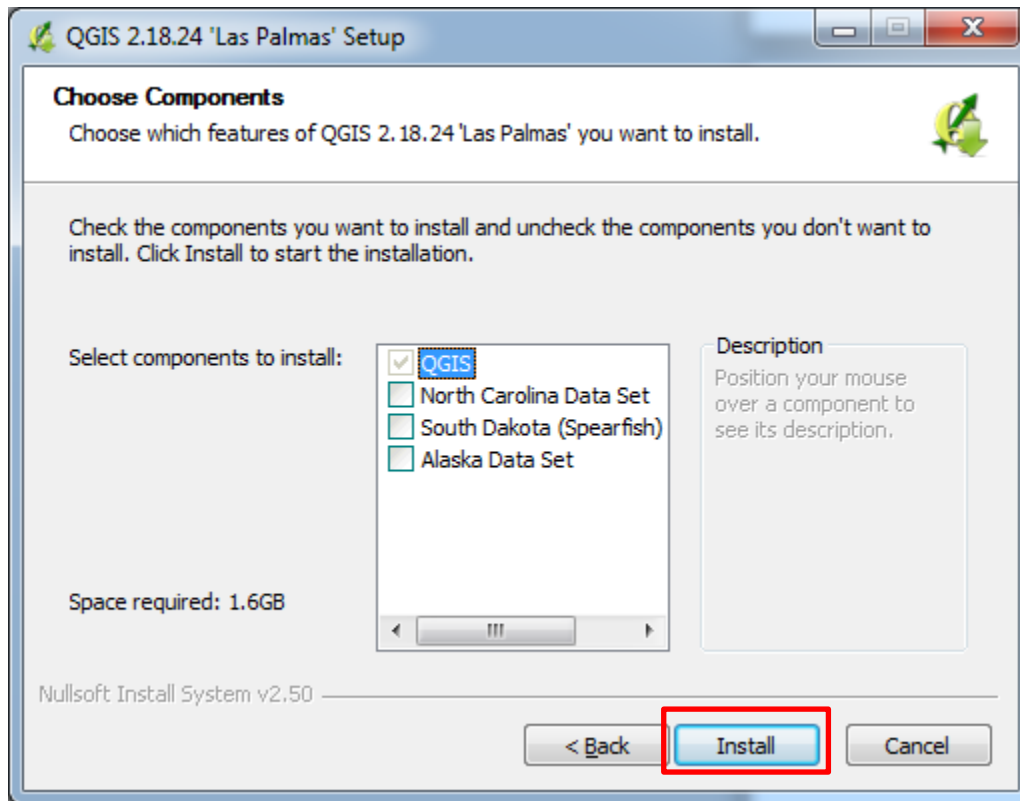 QGIS 2.18.24 'Las Palmas' Setup
Choose Components
Choose which features of QGIS 2.18.24 'Las Palmas' you want to install.
Check the components you want to install and uncheck the components you don't want to
install. Click Install to start the installation.
Select components to install:
QGIS
North Carolina Data Set
South Dakota (Spearfish)
Alaska Data Set
Description
Position your mouse
over a component to
see its description.
Space required: 1.6GB
Nullsoft Install System v2.50
< Back
Install
Cancel